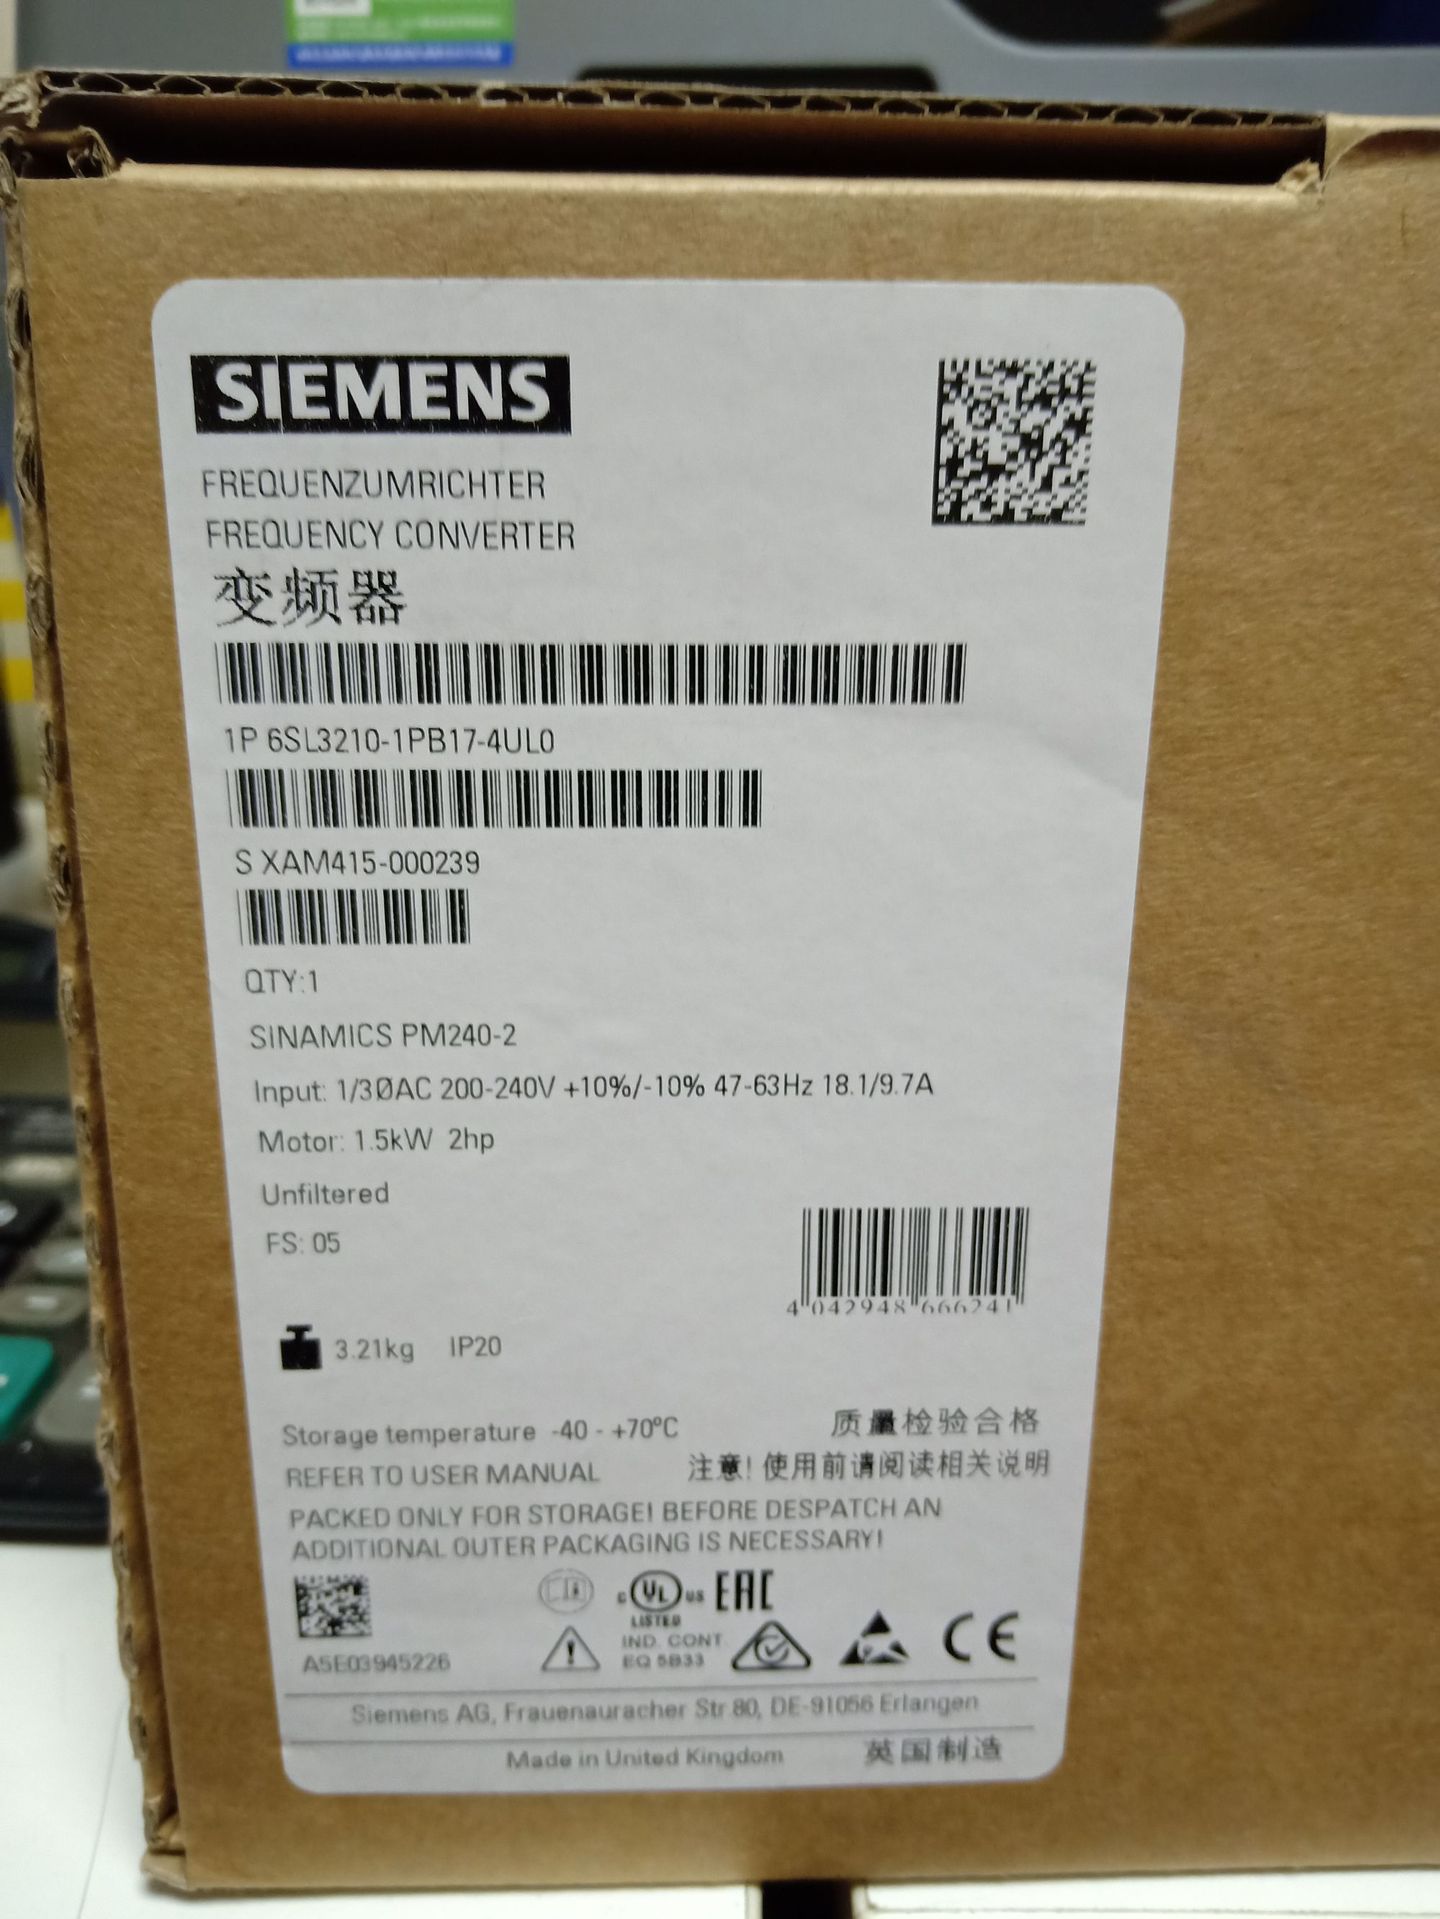 SIEMENS
FREQUENZUMRICHTER
FREQUENCY CONVERTER
变频器
1P 6SL3210-1PB17-4UL0
S XAM415-000239
QTY:1
SINAMICS PM240-2
Input: 1/3ØAC 200-240V +10%/-10% 47-63Hz 18.1/9.7A
Motor: 1.5kW 2hp
Unfiltered
FS: 05
4 042948 666241
3.21kg IP20
Storage temperature -40 - +70ºC 质量检验合格
REFER TO USER MANUAL 注意! 使用前请阅读相关说明
PACKED ONLY FOR STORAGE! BEFORE DESPATCH AN
ADDITIONAL OUTER PACKAGING IS NECESSARY!
c UL us EAC
LISTED
IND. CONT
EQ 5B33
CE
A5E03945226
Siemens AG, Frauenauracher Str 80, DE-91056 Erlangen
Made in United Kingdom 英国制造